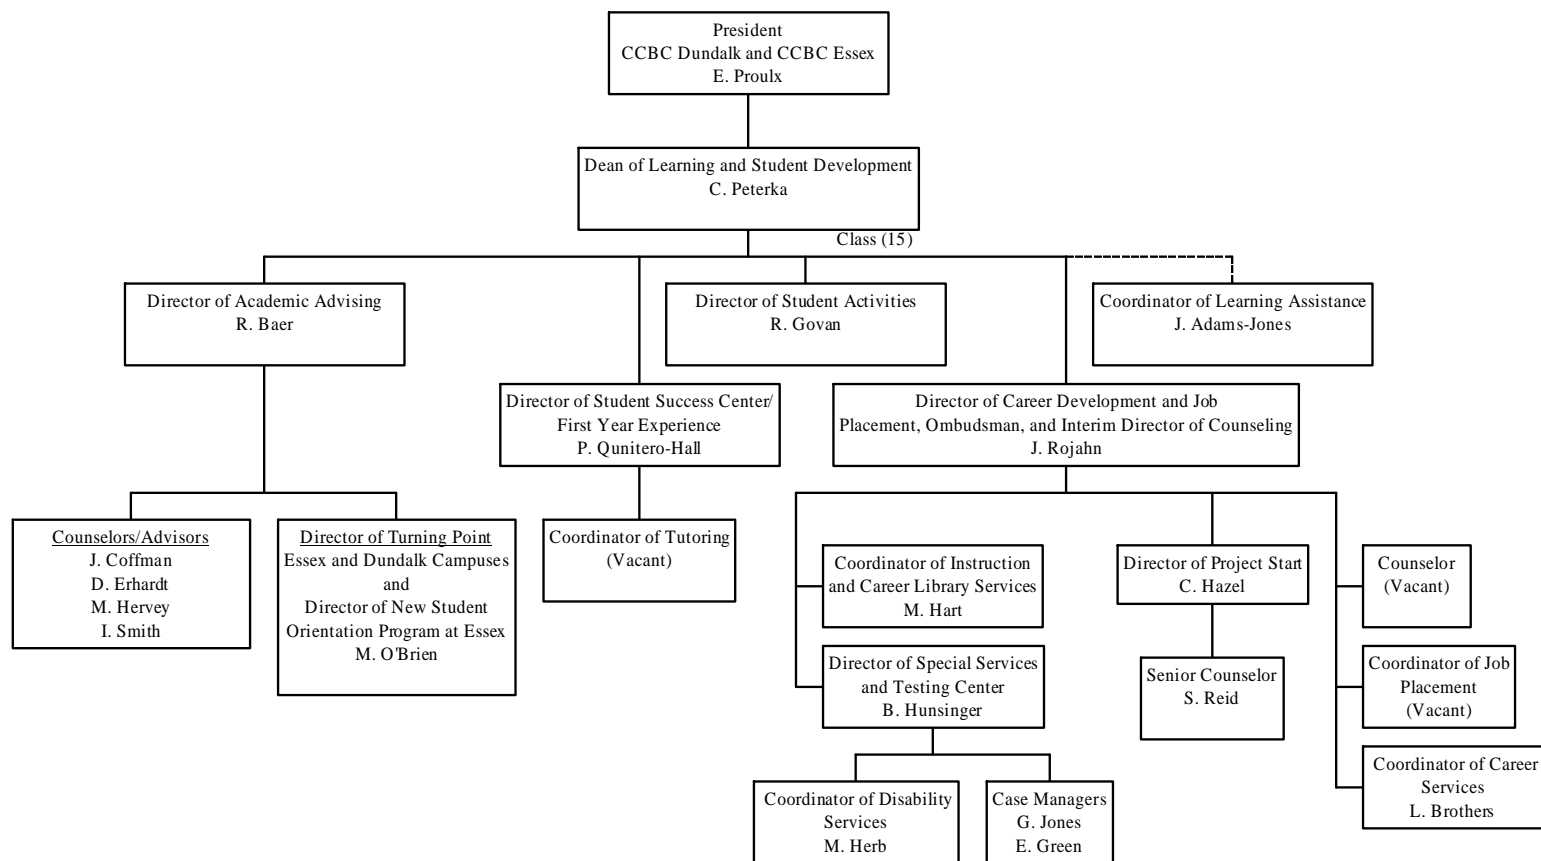 President
CCBC Dundalk and CCBC Essex
E. Proulx
Dean of Learning and Student Development
C. Peterka
Class (15)
Director of Academic Advising
R. Baer
Director of Student Activities
R. Govan
Coordinator of Learning Assistance
J. Adams-Jones
Director of Student Success Center/
First Year Experience
P. Qunitero-Hall
Director of Career Development and Job
Placement, Ombudsman, and Interim Director of Counseling
J. Rojahn
Counselors/Advisors
J. Coffman
D. Erhardt
M. Hervey
I. Smith
Director of Turning Point
Essex and Dundalk Campuses
and
Director of New Student
Orientation Program at Essex
M. O'Brien
Coordinator of Tutoring
(Vacant)
Coordinator of Instruction
and Career Library Services
M. Hart
Director of Project Start
C. Hazel
Counselor
(Vacant)
Director of Special Services
and Testing Center
B. Hunsinger
Senior Counselor
S. Reid
Coordinator of Job
Placement
(Vacant)
Coordinator of Career
Services
L. Brothers
Coordinator of Disability
Services
M. Herb
Case Managers
G. Jones
E. Green